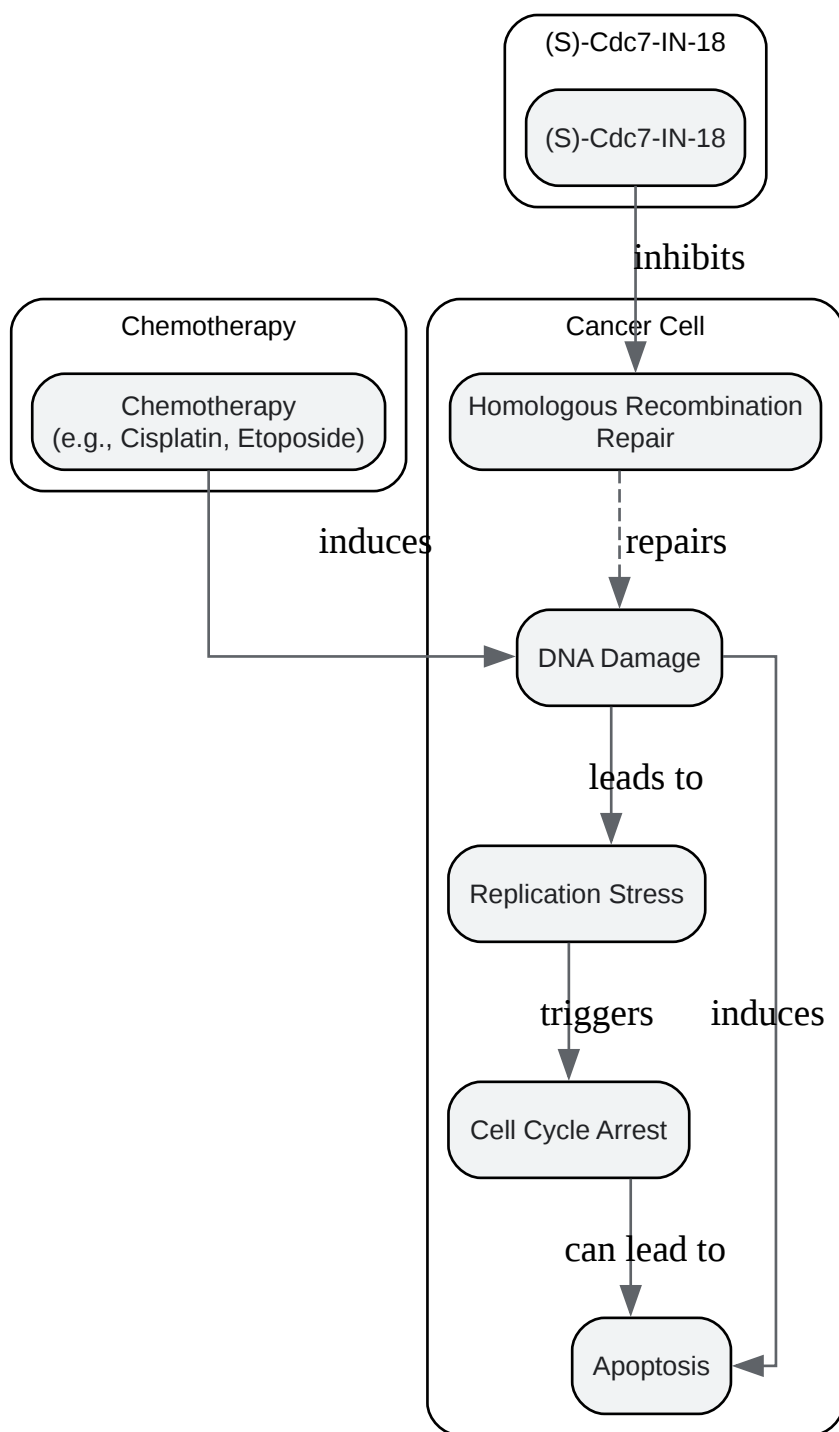 (S)-Cdc7-IN-18
(S)-Cdc7-IN-18
inhibits
Chemotherapy
Cancer Cell
Chemotherapy
(e.g., Cisplatin, Etoposide)
Homologous Recombination
Repair
induces
repairs
DNA Damage
leads to
Replication Stress
triggers
induces
Cell Cycle Arrest
can lead to
Apoptosis